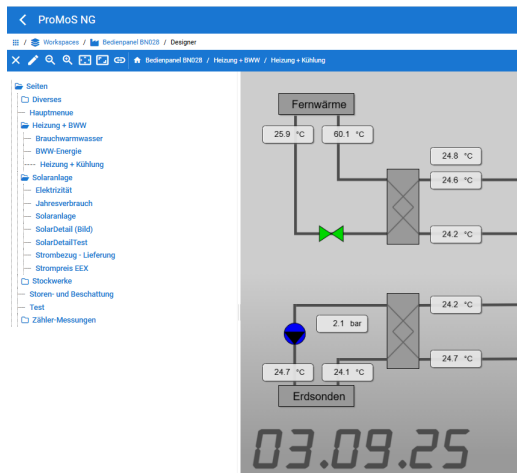 ProMoS NG
/ Workspaces / Bedienpanel BN028 / Designer
Bedienpanel BN028 / Heizung + BWW / Heizung + Kühlung
Seiten
Diverses
Hauptmenue
Heizung + BWW
Brauchwarmwasser
BWW-Energie
Heizung + Kühlung
Solaranlage
Elektrizität
Jahresverbrauch
Solaranlage
SolarDetail (Bild)
SolarDetailTest
Strombezug - Lieferung
Strompreis EEX
Stockwerke
Storen- und Beschattung
Test
Zähler-Messungen
Fernwärme
25.9 °C
60.1 °C
24.8 °C
24.6 °C
24.2 °C
24.2 °C
2.1 bar
24.7 °C
24.7 °C
24.1 °C
Erdsonden
03.09.25